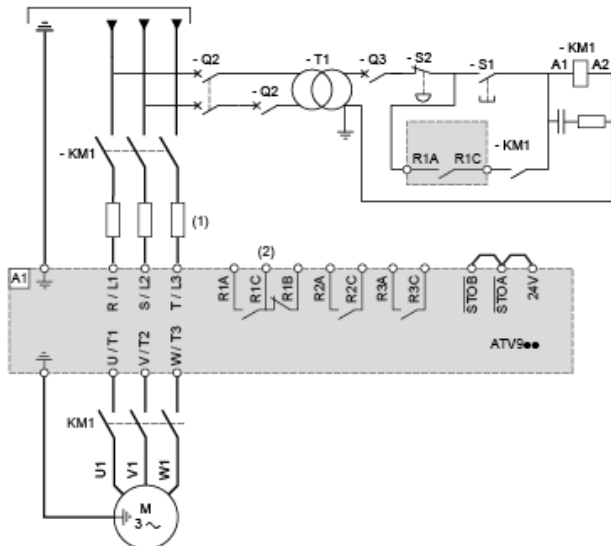 - Q2
- T1
- Q3
- S2
- S1
- KM1
A1
A2
- Q2
R1A
R1C
- KM1
- KM1
(1)
(2)
A1
R / L1
S / L2
T / L3
R1A
R1C
R1B
R2A
R2C
R3A
R3C
STOB
STOA
24V
U / T1
V / T2
W / T3
ATV9●●
KM1
U1
V1
W1
M
3 ~